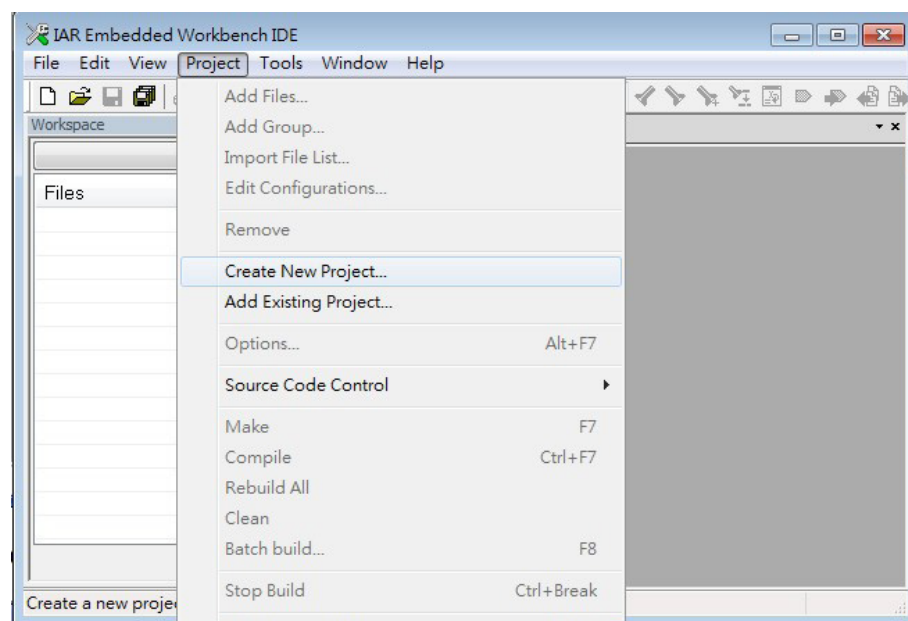 IAR Embedded Workbench IDE
File Edit View Project Tools Window Help
Workspace
Files
Add Files...
Add Group...
Import File List...
Edit Configurations...
Remove
Create New Project...
Add Existing Project...
Options... Alt+F7
Source Code Control
Make F7
Compile Ctrl+F7
Rebuild All
Clean
Batch build... F8
Stop Build Ctrl+Break
Create a new